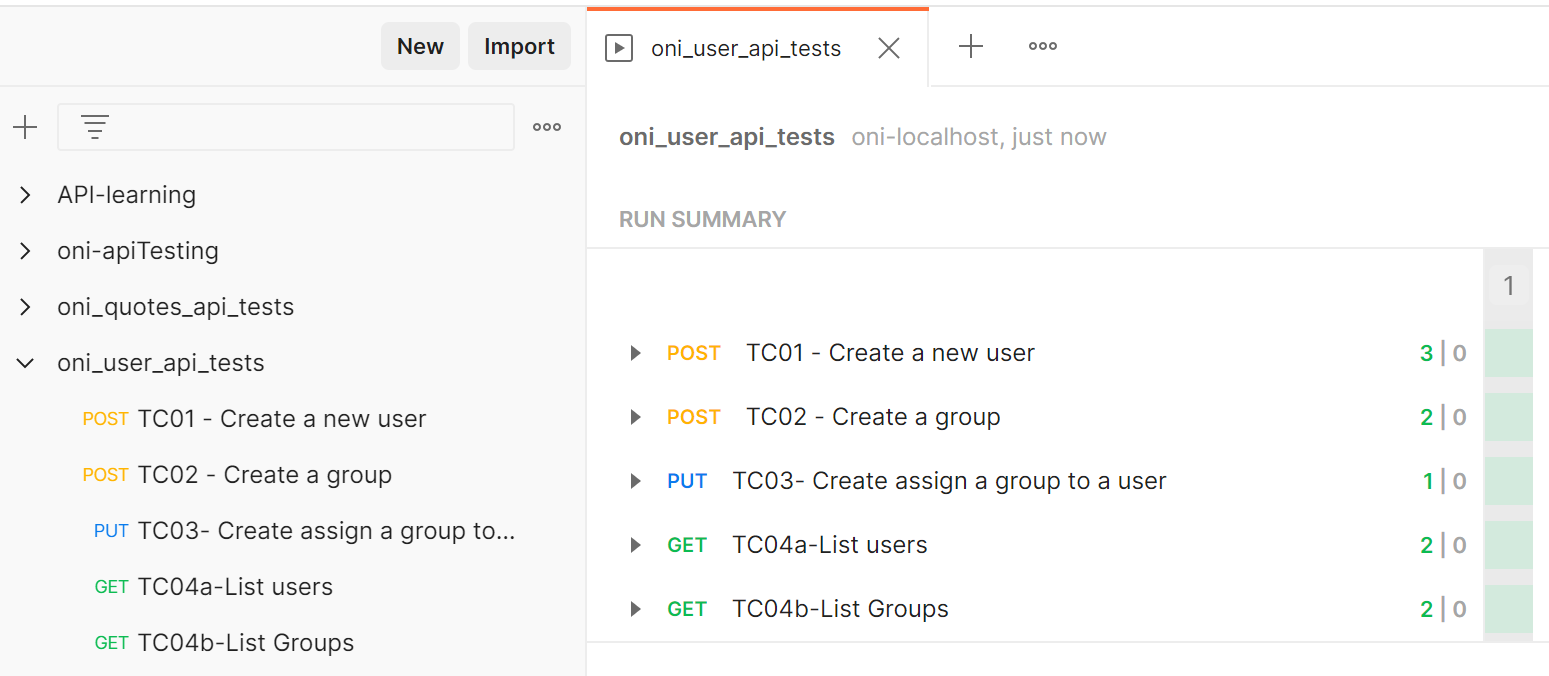 New Import
API-learning
oni-apiTesting
oni_quotes_api_tests
oni_user_api_tests
POST TC01 - Create a new user
POST TC02 - Create a group
PUT TC03- Create assign a group to...
GET TC04a-List users
GET TC04b-List Groups
oni_user_api_tests
oni_user_api_tests oni-localhost, just now
RUN SUMMARY
1
POST TC01 - Create a new user 3 | 0
POST TC02 - Create a group 2 | 0
PUT TC03- Create assign a group to a user 1 | 0
GET TC04a-List users 2 | 0
GET TC04b-List Groups 2 | 0